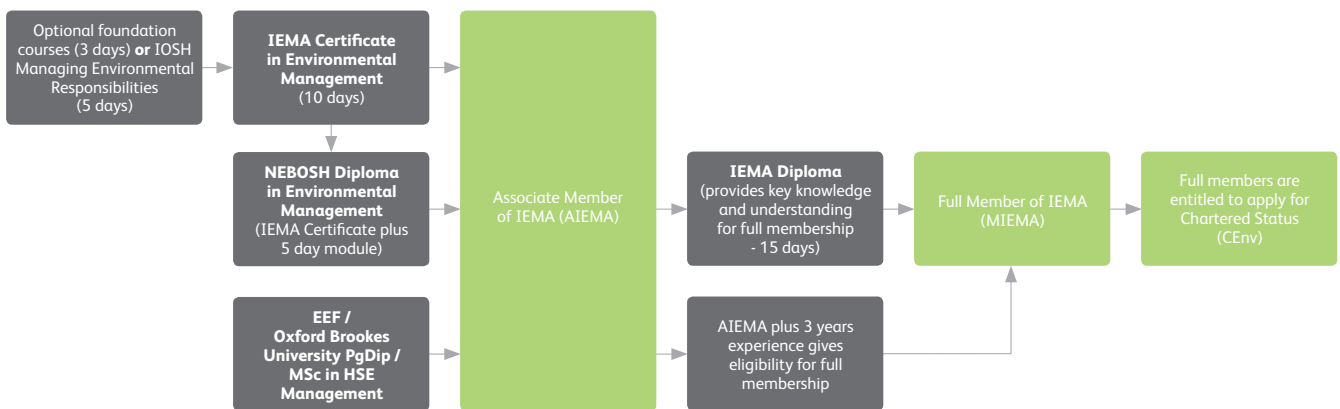 Optional foundation
courses (3 days) or IOSH
Managing Environmental
Responsibilities
(5 days)
IEMA Certificate
in Environmental
Management
(10 days)
NEBOSH Diploma
in Environmental
Management
(IEMA Certificate plus
5 day module)
EEF /
Oxford Brookes
University PgDip /
MSc in HSE
Management
Associate Member
of IEMA (AIEMA)
IEMA Diploma
(provides key knowledge
and understanding
for full membership
- 15 days)
AIEMA plus 3 years
experience gives
eligibility for full
membership
Full Member of IEMA
(MIEMA)
Full members are
entitled to apply for
Chartered Status
(CEnv)